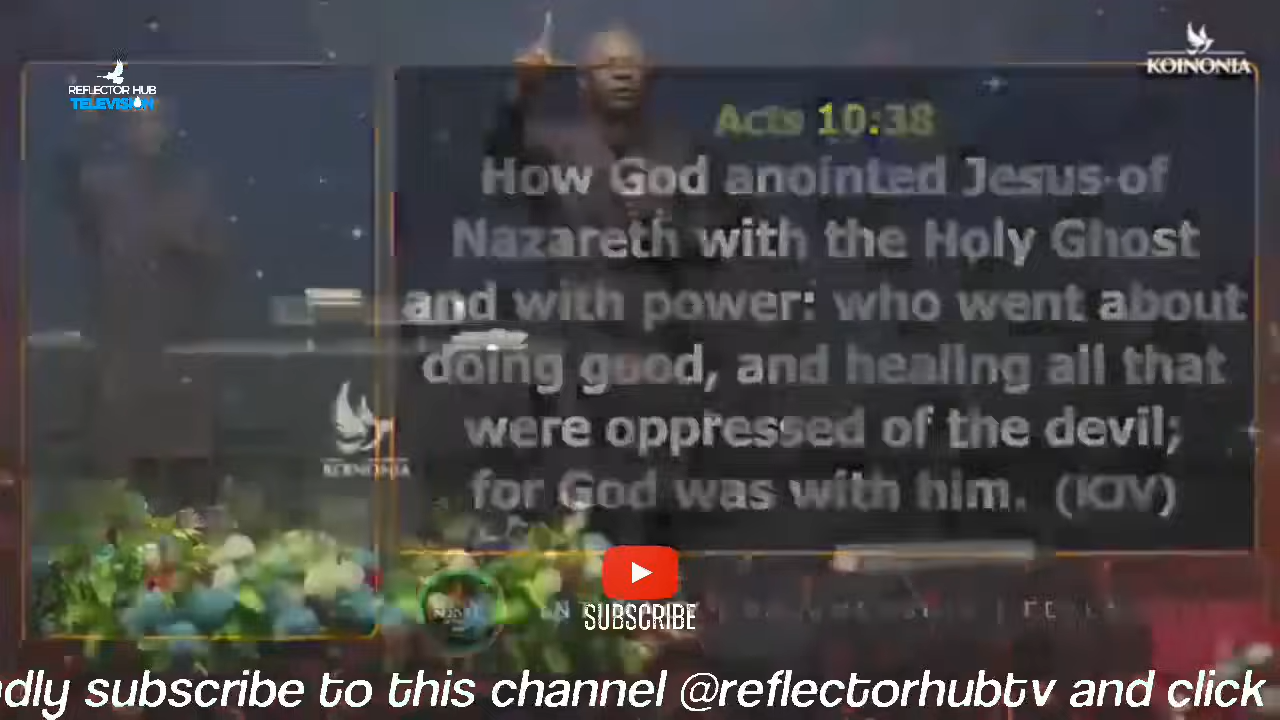 REFLECTOR HUB
TELEVISION
KOINONIA
Acts 10:38
How God anointed Jesus of
Nazareth with the Holy Ghost
and with power: who went about
doing good, and healing all that
were oppressed of the devil;
for God was with him. (KJV)
KOINONIA
SUBSCRIBE
dly subscribe to this channel @reflectorhubtv and click